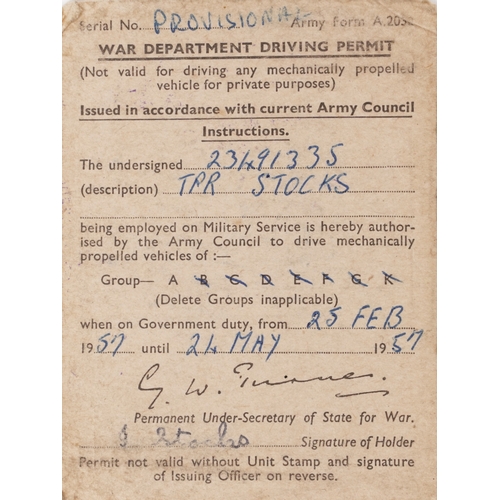 Serial No. PROVISIONAL Army Form A.203
WAR DEPARTMENT DRIVING PERMIT
(Not valid for driving any mechanically propelled
vehicle for private purposes)
Issued in accordance with current Army Council
Instructions.
The undersigned 23491335
(description) TPR STOCKS
being employed on Military Service is hereby author-
ised by the Army Council to drive mechanically
propelled vehicles of :—
Group— A B C D E F G K
(Delete Groups inapplicable)
when on Government duty, from 25 FEB
1957 until 24 MAY 1957
G. W. Turner
Permanent Under-Secretary of State for War.
J Stocks Signature of Holder
Permit not valid without Unit Stamp and signature
of Issuing Officer on reverse.